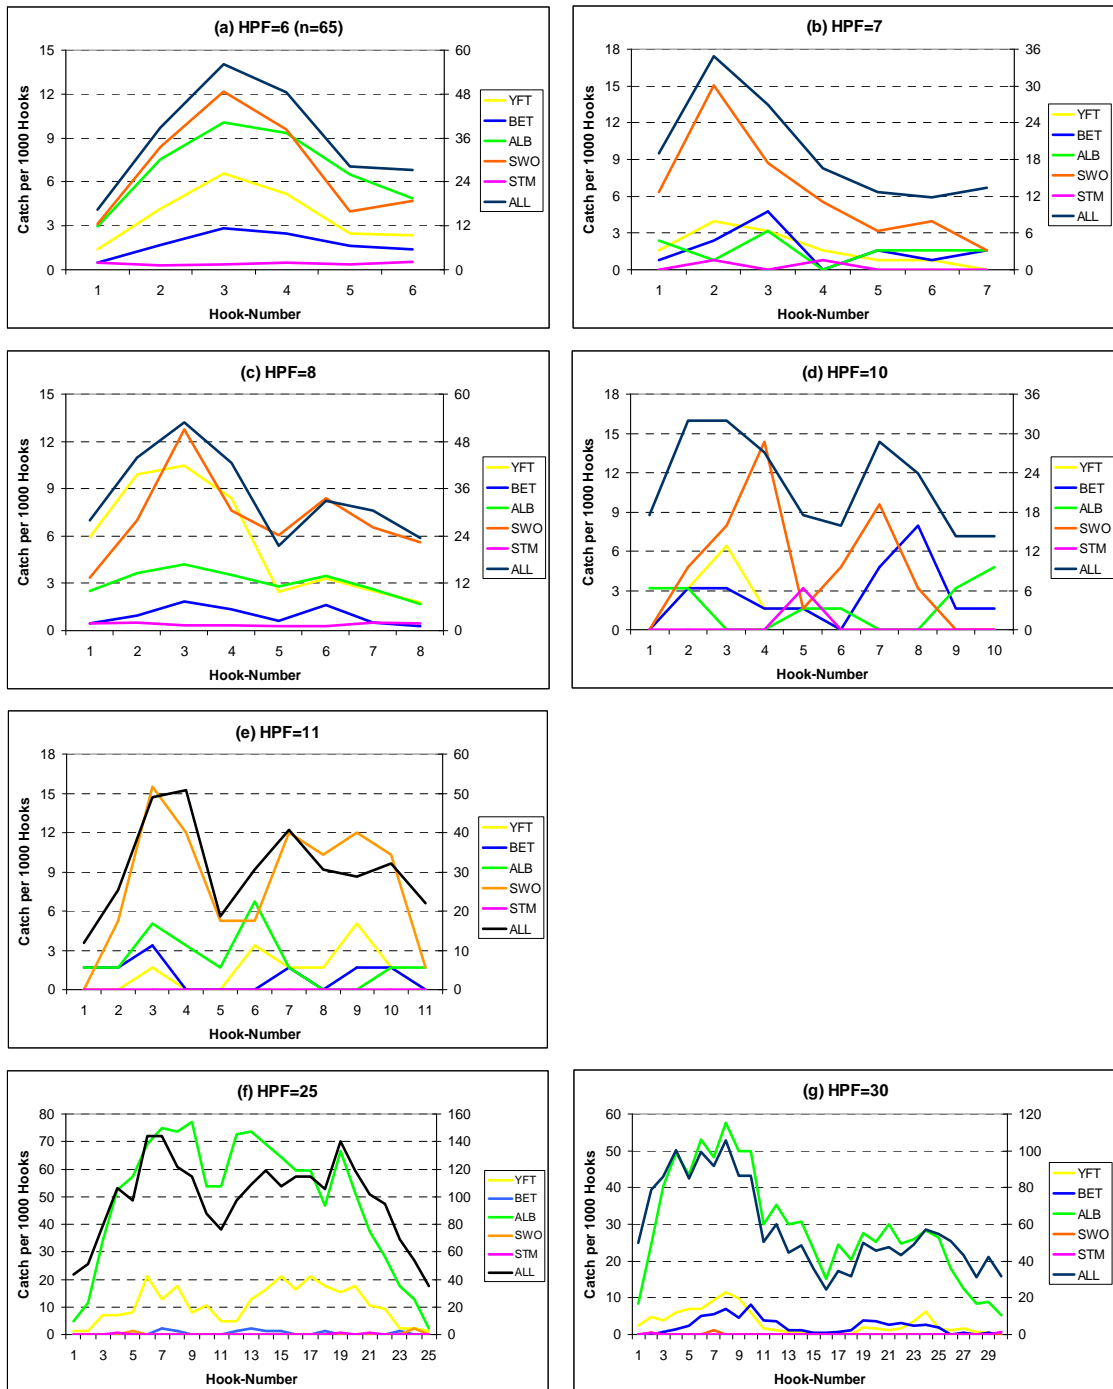 (a) HPF=6 (n=65)
15 12 9 6 3 0
60 48 36 24 12 0
Catch per 1000 Hooks
YFT
BET
ALB
SWO
STM
ALL
1 2 3 4 5 6
Hook-Number
(b) HPF=7
18 15 12 9 6 3 0
36 30 24 18 12 6 0
Catch per 1000 Hooks
YFT
BET
ALB
SWO
STM
ALL
1 2 3 4 5 6 7
Hook-Number
(c) HPF=8
15 12 9 6 3 0
60 48 36 24 12 0
Catch per 1000 Hooks
YFT
BET
ALB
SWO
STM
ALL
1 2 3 4 5 6 7 8
Hook-Number
(d) HPF=10
18 15 12 9 6 3 0
36 30 24 18 12 6 0
Catch per 1000 Hooks
YFT
BET
ALB
SWO
STM
ALL
1 2 3 4 5 6 7 8 9 10
Hook-Number
(e) HPF=11
18 15 12 9 6 3 0
60 50 40 30 20 10 0
Catch per 1000 Hooks
YFT
BET
ALB
SWO
STM
ALL
1 2 3 4 5 6 7 8 9 10 11
Hook-Number
(f) HPF=25
80 70 60 50 40 30 20 10 0
160 140 120 100 80 60 40 20 0
Catch per 1000 Hooks
YFT
BET
ALB
SWO
STM
ALL
1 3 5 7 9 11 13 15 17 19 21 23 25
Hook-Number
(g) HPF=30
60 50 40 30 20 10 0
120 100 80 60 40 20 0
Catch per 1000 Hooks
YFT
BET
ALB
SWO
STM
ALL
1 3 5 7 9 11 13 15 17 19 21 23 25 27 29
Hook-Number